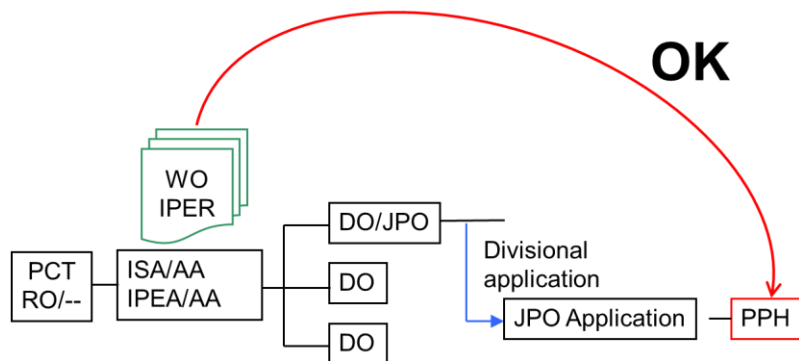 OK
WO
IPER
DO/JPO
PCT
RO/--
ISA/AA
IPEA/AA
DO
DO
Divisional
application
JPO Application
PPH